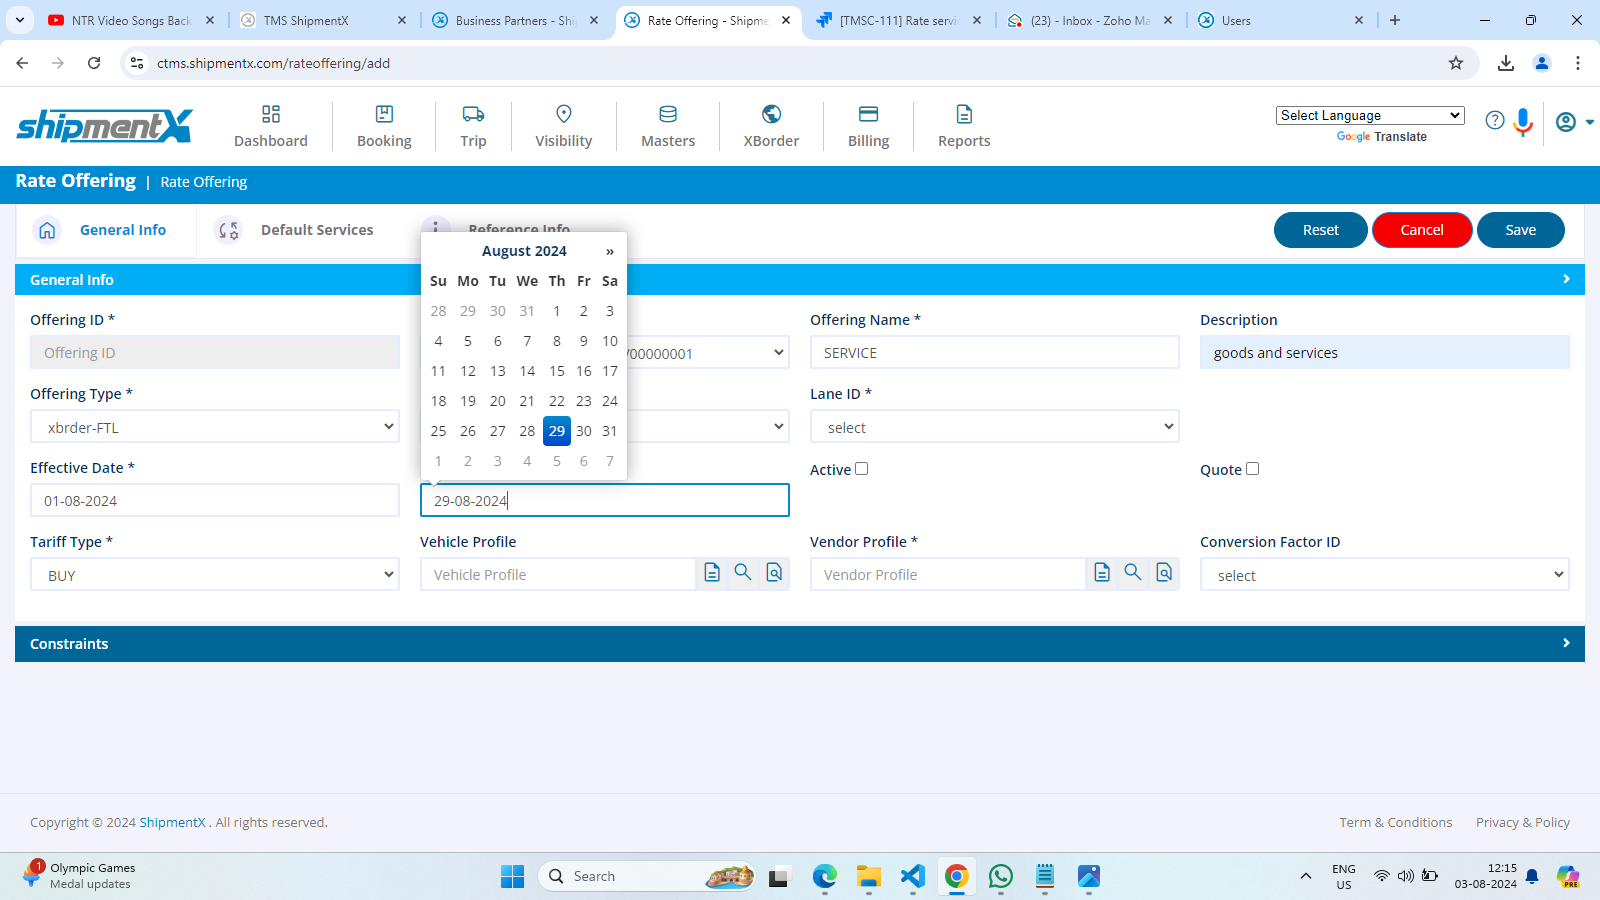 NTR Video Songs Back
TMS ShipmentX
Business Partners - Shi
Rate Offering - Shipme
[TMSC-111] Rate servic
(23) - Inbox - Zoho Ma
Users
ctms.shipmentx.com/rateoffering/add
shipmentX
Dashboard
Booking
Trip
Visibility
Masters
XBorder
Billing
Reports
Select Language
Google Translate
Rate Offering | Rate Offering
General Info
Default Services
Reference Info
Reset
Cancel
Save
General Info
August 2024 »
Su Mo Tu We Th Fr Sa
28 29 30 31 1 2 3
4 5 6 7 8 9 10
11 12 13 14 15 16 17
18 19 20 21 22 23 24
25 26 27 28 29 30 31
1 2 3 4 5 6 7
Offering ID *
Offering ID
/00000001
Offering Name *
SERVICE
Description
goods and services
Offering Type *
xbrder-FTL
Lane ID *
select
Effective Date *
01-08-2024
29-08-2024
Active
Quote
Tariff Type *
BUY
Vehicle Profile
Vehicle Profile
Vendor Profile *
Vendor Profile
Conversion Factor ID
select
Constraints
Copyright © 2024 ShipmentX . All rights reserved.
Term & Conditions
Privacy & Policy
1
Olympic Games
Medal updates
Search
ENG
US
12:15
03-08-2024
PRE